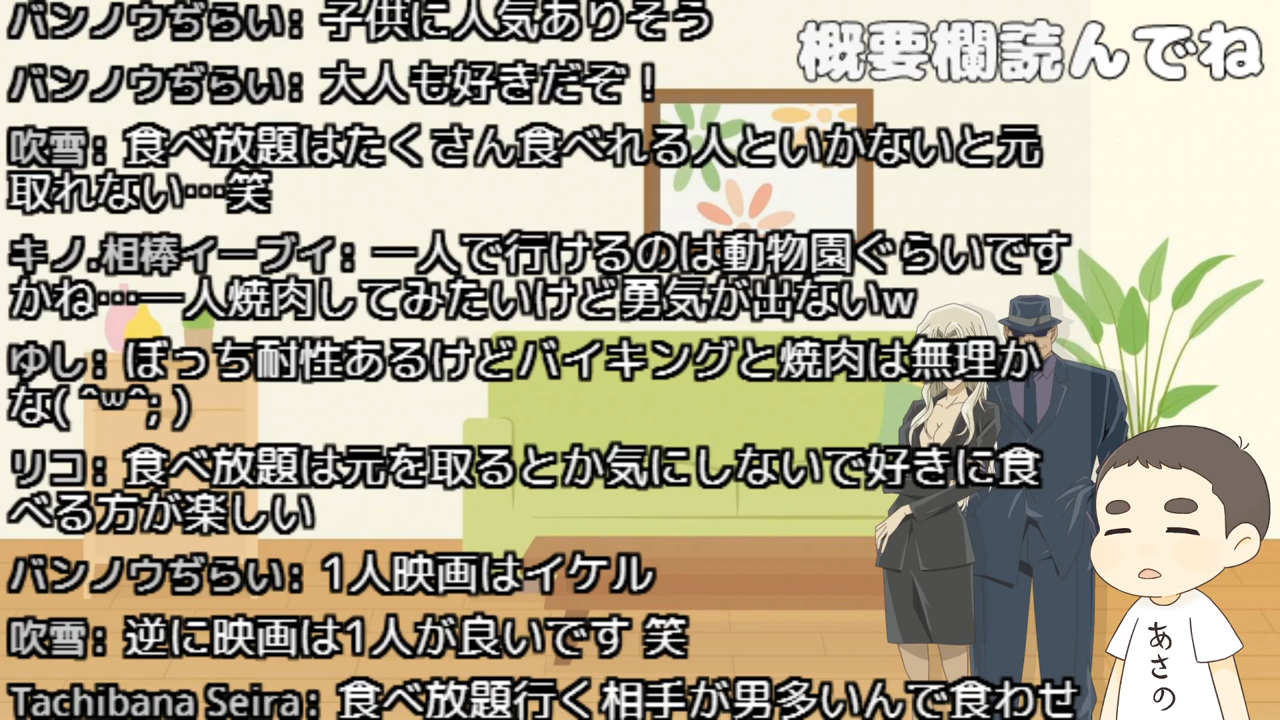 バンノウぢらい: 子供に人気ありそう
概要欄読んでね
バンノウぢらい: 大人も好きだぞ！
吹雪: 食べ放題はたくさん食べれる人といかないと元
取れない…笑
キノ.相棒イーブイ: 一人で行けるのは動物園ぐらいです
かね…一人焼肉してみたいけど勇気が出ないw
ゆし: ぼっち耐性あるけどバイキングと焼肉は無理か
な( ^ω^; )
リコ: 食べ放題は元を取るとか気にしないで好きに食
べる方が楽しい
バンノウぢらい: 1人映画はイケル
吹雪: 逆に映画は1人が良いです 笑
Tachibana Seira: 食べ放題行く相手が男多いんで食わせ
あさの